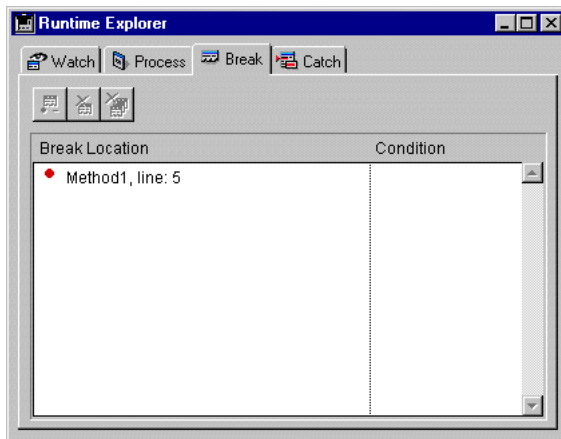 Runtime Explorer
Watch Process Break Catch
Break Location Condition
Method1, line: 5